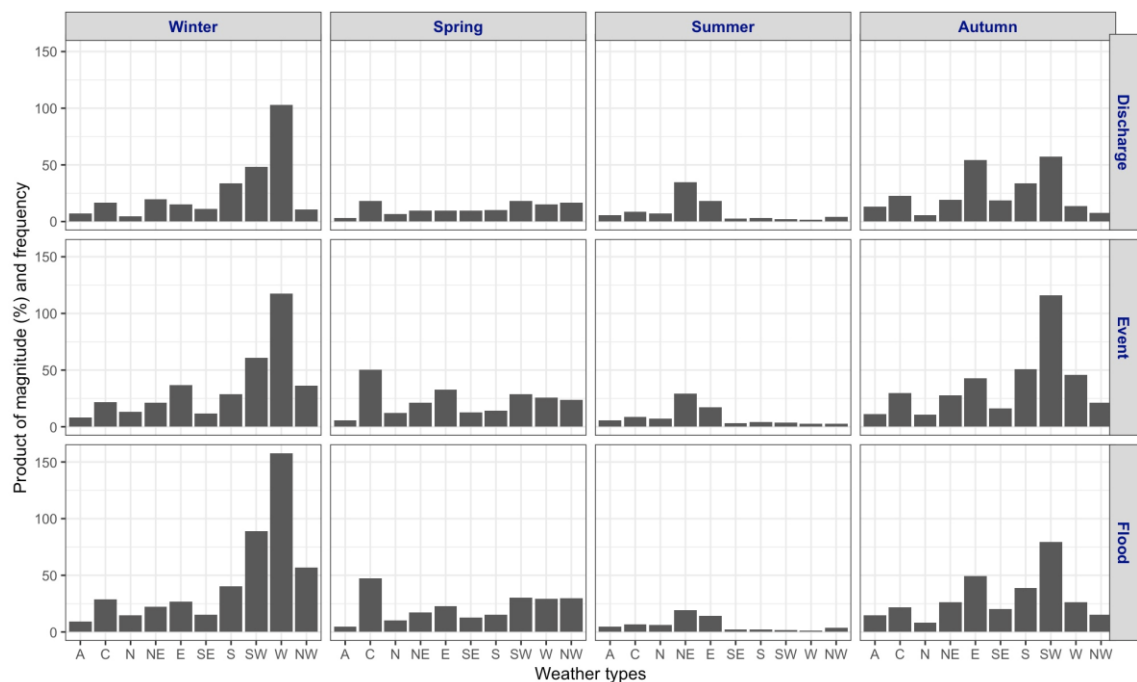 Winter Spring Summer Autumn
150
100
50
0
Discharge
150
100
50
0
Event
150
100
50
0
Flood
Product of magnitude (%) and frequency
A C N NE E SE S SW W NW A C N NE E SE S SW W NW A C N NE E SE S SW W NW A C N NE E SE S SW W NW
Weather types